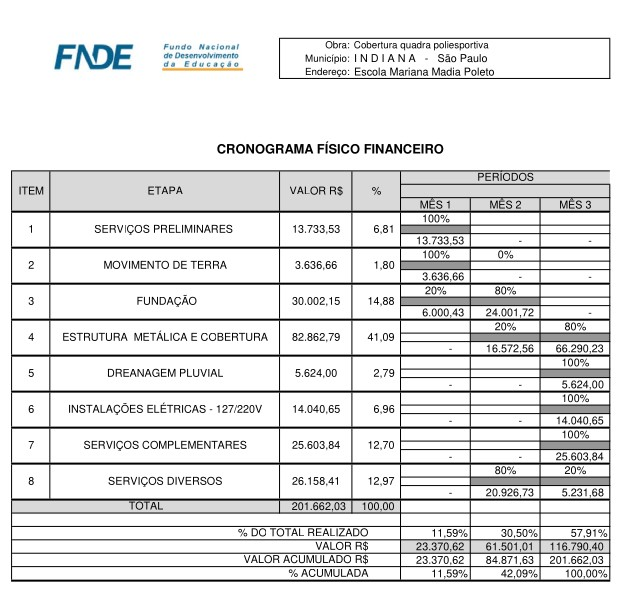 FNDE
Fundo Nacional
de Desenvolvimento
da Educação
Obra: Cobertura quadra poliesportiva
Município: I N D I A N A - São Paulo
Endereço: Escola Mariana Madia Poleto
CRONOGRAMA FÍSICO FINANCEIRO
ITEM ETAPA VALOR R$ % PERÍODOS
MÊS 1 MÊS 2 MÊS 3
100%
1 SERVIÇOS PRELIMINARES 13.733,53 6,81
13.733,53 - -
100% 0%
2 MOVIMENTO DE TERRA 3.636,66 1,80
3.636,66 - -
20% 80%
3 FUNDAÇÃO 30.002,15 14,88
6.000,43 24.001,72 -
20% 80%
4 ESTRUTURA METÁLICA E COBERTURA 82.862,79 41,09
- 16.572,56 66.290,23
100%
5 DREANAGEM PLUVIAL 5.624,00 2,79
- - 5.624,00
100%
6 INSTALAÇÕES ELÉTRICAS - 127/220V 14.040,65 6,96
- - 14.040,65
100%
7 SERVIÇOS COMPLEMENTARES 25.603,84 12,70
- - 25.603,84
80% 20%
8 SERVIÇOS DIVERSOS 26.158,41 12,97
- 20.926,73 5.231,68
TOTAL 201.662,03 100,00
% DO TOTAL REALIZADO 11,59% 30,50% 57,91%
VALOR R$ 23.370,62 61.501,01 116.790,40
VALOR ACUMULADO R$ 23.370,62 84.871,63 201.662,03
% ACUMULADA 11,59% 42,09% 100,00%